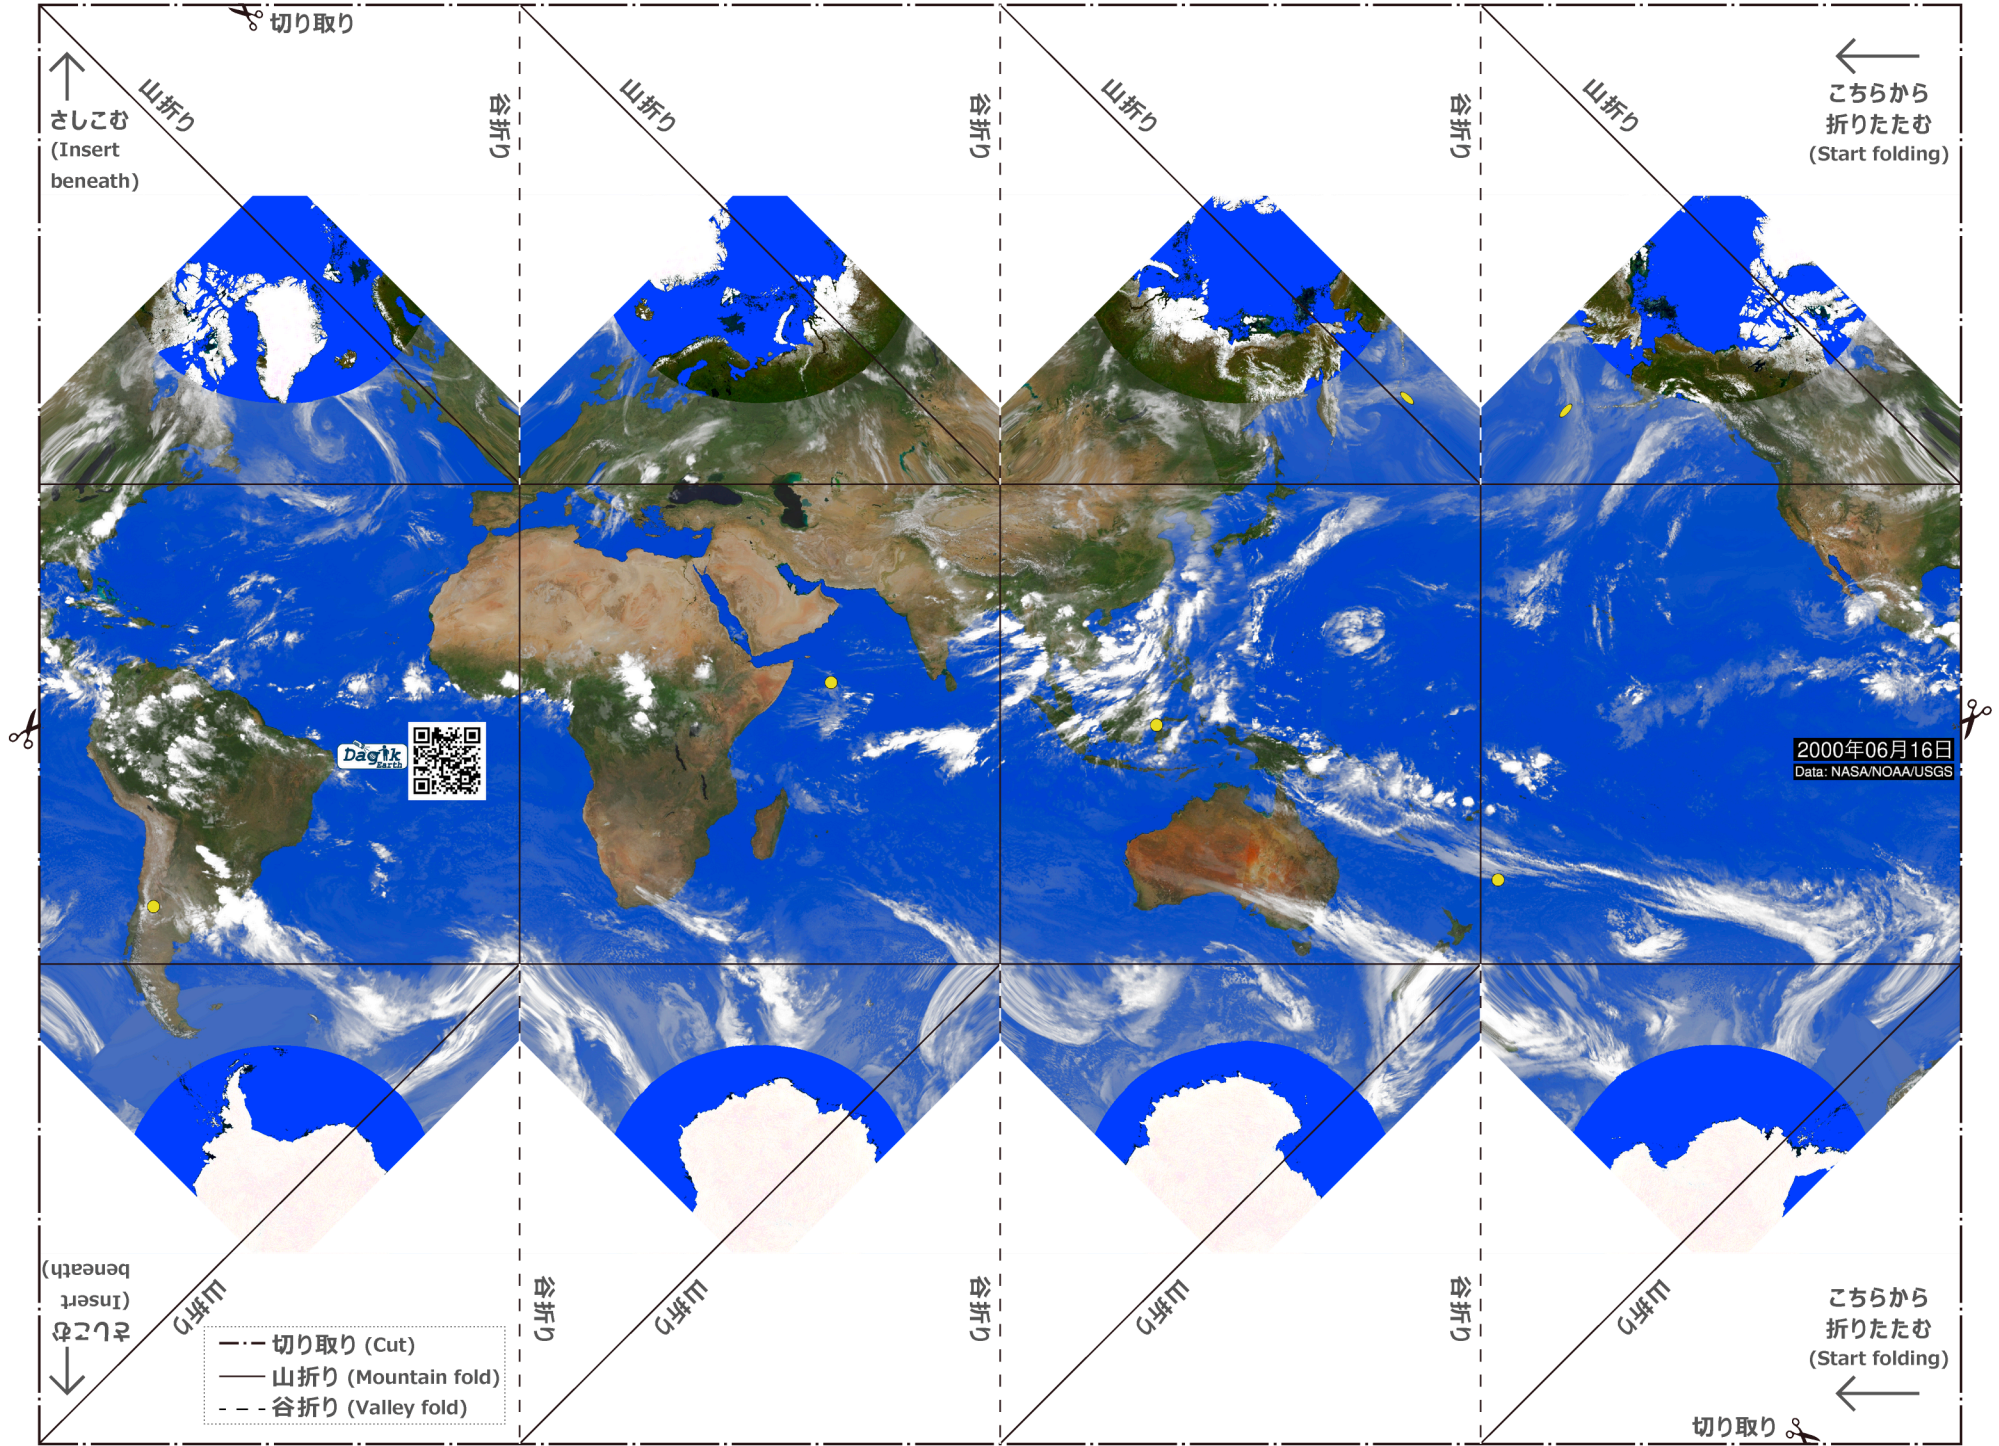 切り取り
さしこむ
(Insert
beneath)
山折り
谷折り
山折り
谷折り
山折り
谷折り
山折り
こちらから
折りたたむ
(Start folding)
Dagik
Earth
2000年06月16日
Data: NASA/NOAA/USGS
さしこむ
(Insert
beneath)
山折り
谷折り
山折り
谷折り
山折り
谷折り
山折り
こちらから
折りたたむ
(Start folding)
切り取り (Cut)
山折り (Mountain fold)
谷折り (Valley fold)
切り取り